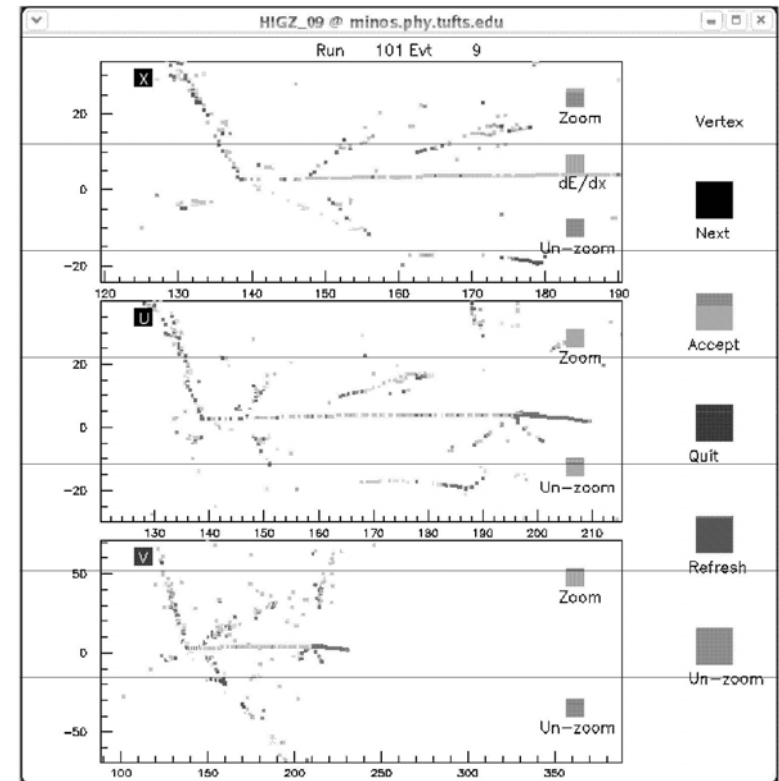 HIGZ_09 @ minos.phy.tufts.edu
Run 101 Evt 9
X
Zoom
dE/dx
Un-zoom
20
0
-20
120 130 140 150 160 170 180 190
U
Zoom
Un-zoom
20
0
-20
130 140 150 160 170 180 190 200 210
V
Zoom
Un-zoom
50
0
-50
100 150 200 250 300 350
Vertex
Next
Accept
Quit
Refresh
Un-zoom